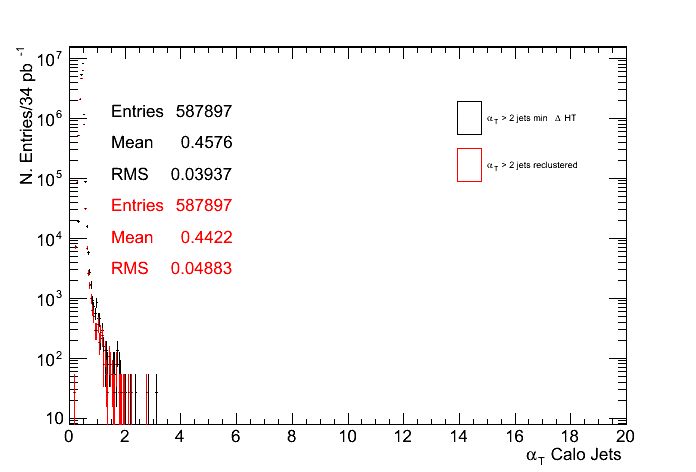 N. Entries/34 pb⁻¹
10⁷
10⁶
10⁵
10⁴
10³
10²
10
Entries 587897
Mean 0.4576
RMS 0.03937
Entries 587897
Mean 0.4422
RMS 0.04883
α_T > 2 jets min Δ HT
α_T > 2 jets reclustered
0 2 4 6 8 10 12 14 16 18 20
α_T Calo Jets